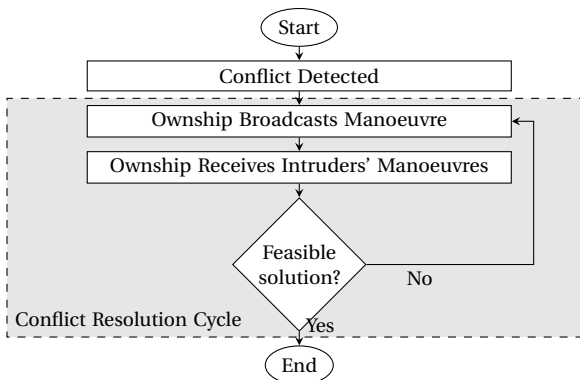 Start
Conflict Detected
Ownship Broadcasts Manoeuvre
Ownship Receives Intruders' Manoeuvres
Feasible
solution?
No
Conflict Resolution Cycle
Yes
End